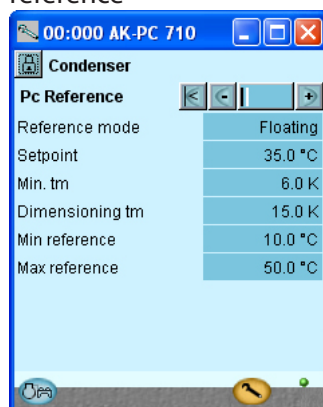 reference
00:000 AK-PC 710
Condenser
Pc Reference
Reference mode Floating
Setpoint 35.0 °C
Min. tm 6.0 K
Dimensioning tm 15.0 K
Min reference 10.0 °C
Max reference 50.0 °C